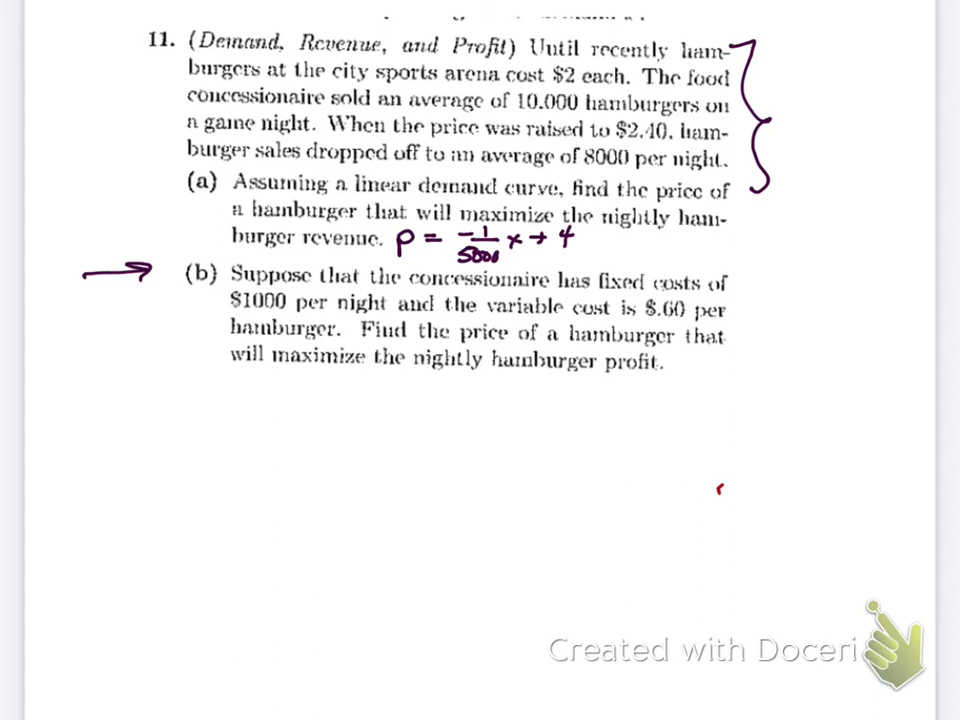 11. (Demand, Revenue, and Profit) Until recently ham-
burgers at the city sports arena cost $2 each. The food
concessionaire sold an average of 10,000 hamburgers on
a game night. When the price was raised to $2.40, ham-
burger sales dropped off to an average of 8000 per night.
(a) Assuming a linear demand curve, find the price of
a hamburger that will maximize the nightly ham-
burger revenue. p = -1/5000 x + 4
(b) Suppose that the concessionaire has fixed costs of
$1000 per night and the variable cost is $.60 per
hamburger. Find the price of a hamburger that
will maximize the nightly hamburger profit.
Created with Doceri